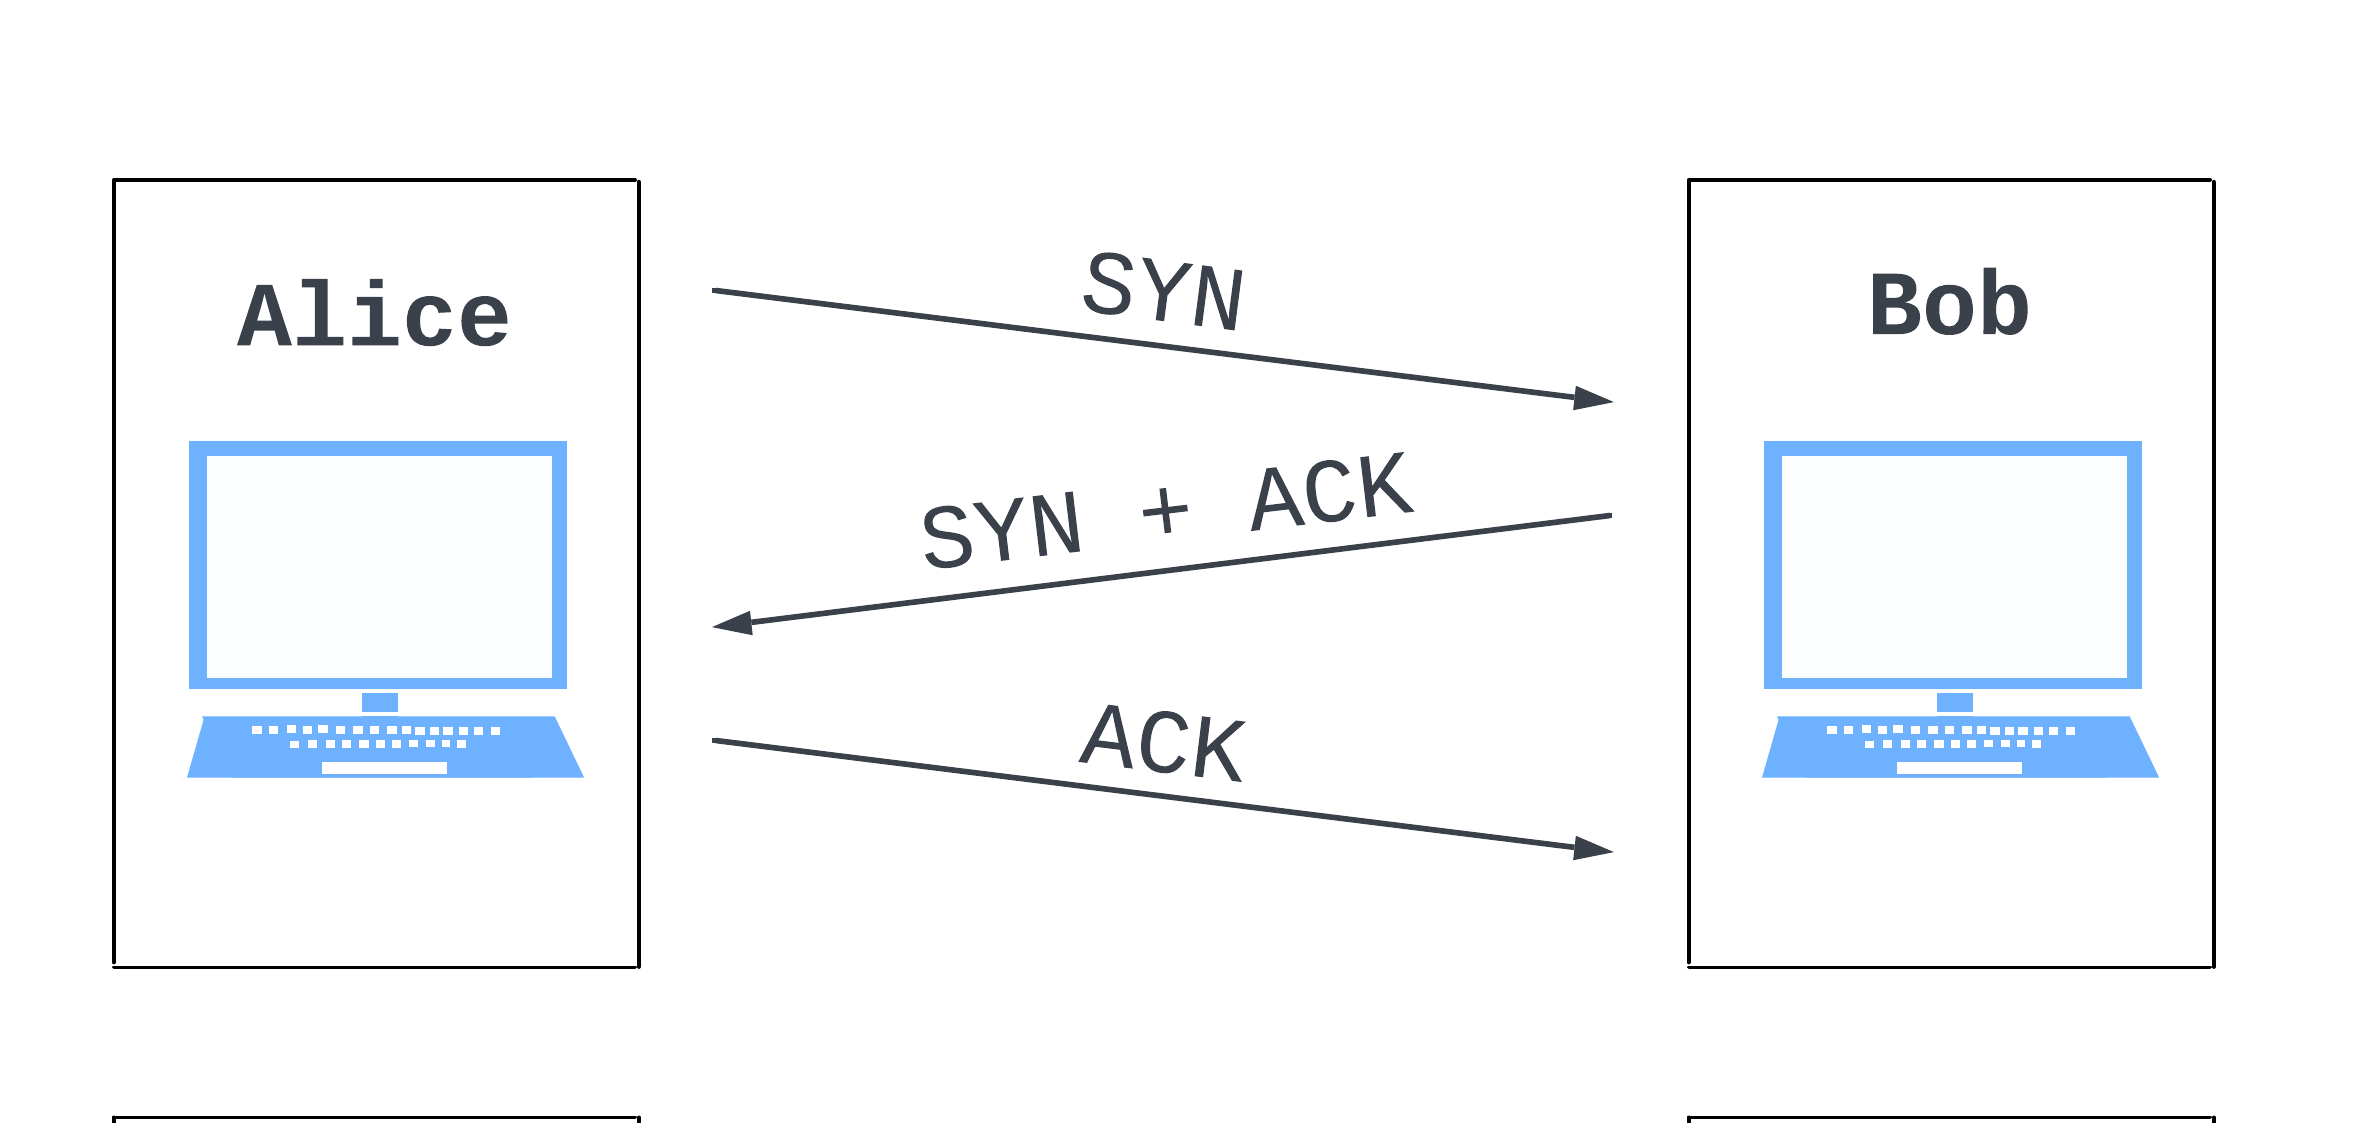 Alice
SYN
Bob
SYN + ACK
ACK